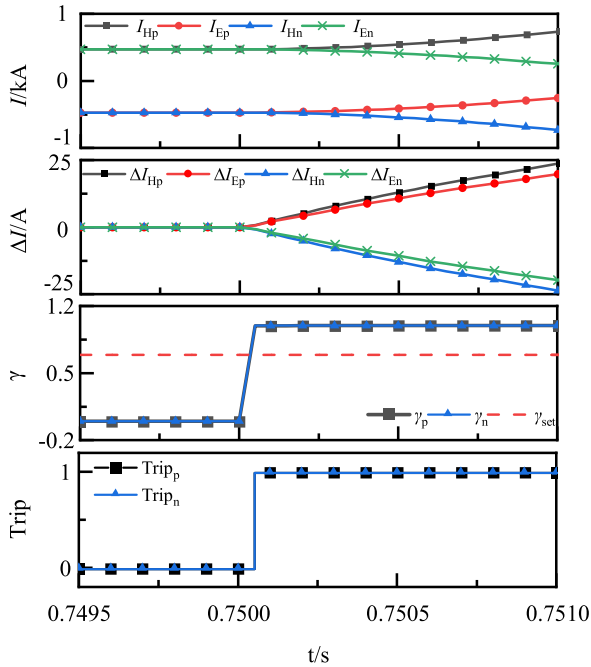 1
I_Hp I_Ep I_Hn I_En
I/kA
0
-1
25
ΔI_Hp ΔI_Ep ΔI_Hn ΔI_En
ΔI/A
0
-25
1.2
γ
0.5
γ_p γ_n γ_set
-0.2
1
Trip_p
Trip_n
Trip
0
0.7495 0.7500 0.7505 0.7510
t/s